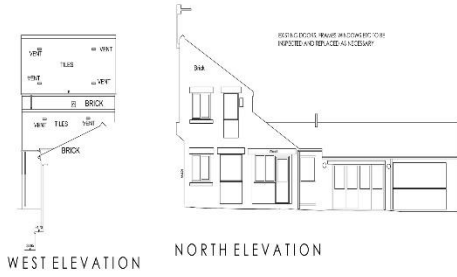 EXISTING DOORS, FRAMES WINDOWS ETC TO BE
INSPECTED AND REPLACED AS NECESSARY
VENT
VENT
TILES
VENT
VENT
BRICK
VENT
TILES
VENT
BRICK
Brick
WEST ELEVATION
NORTH ELEVATION